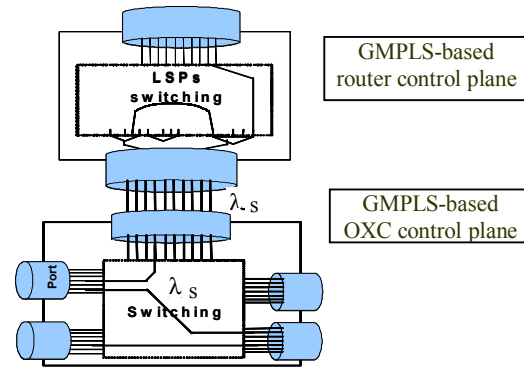 LSPs
switching
GMPLS-based
router control plane
λ-s
GMPLS-based
OXC control plane
Port
λ.s
Switching